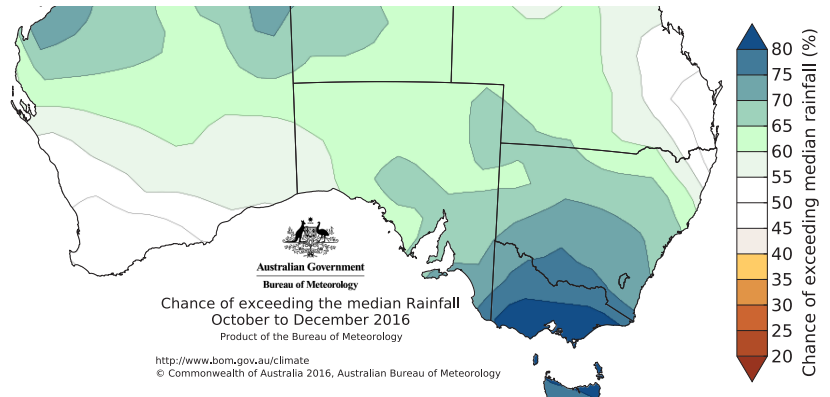 Australian Government
Bureau of Meteorology
Chance of exceeding the median Rainfall
October to December 2016
Product of the Bureau of Meteorology
http://www.bom.gov.au/climate
© Commonwealth of Australia 2016, Australian Bureau of Meteorology
80
75
70
65
60
55
50
45
40
35
30
25
20
Chance of exceeding median rainfall (%)